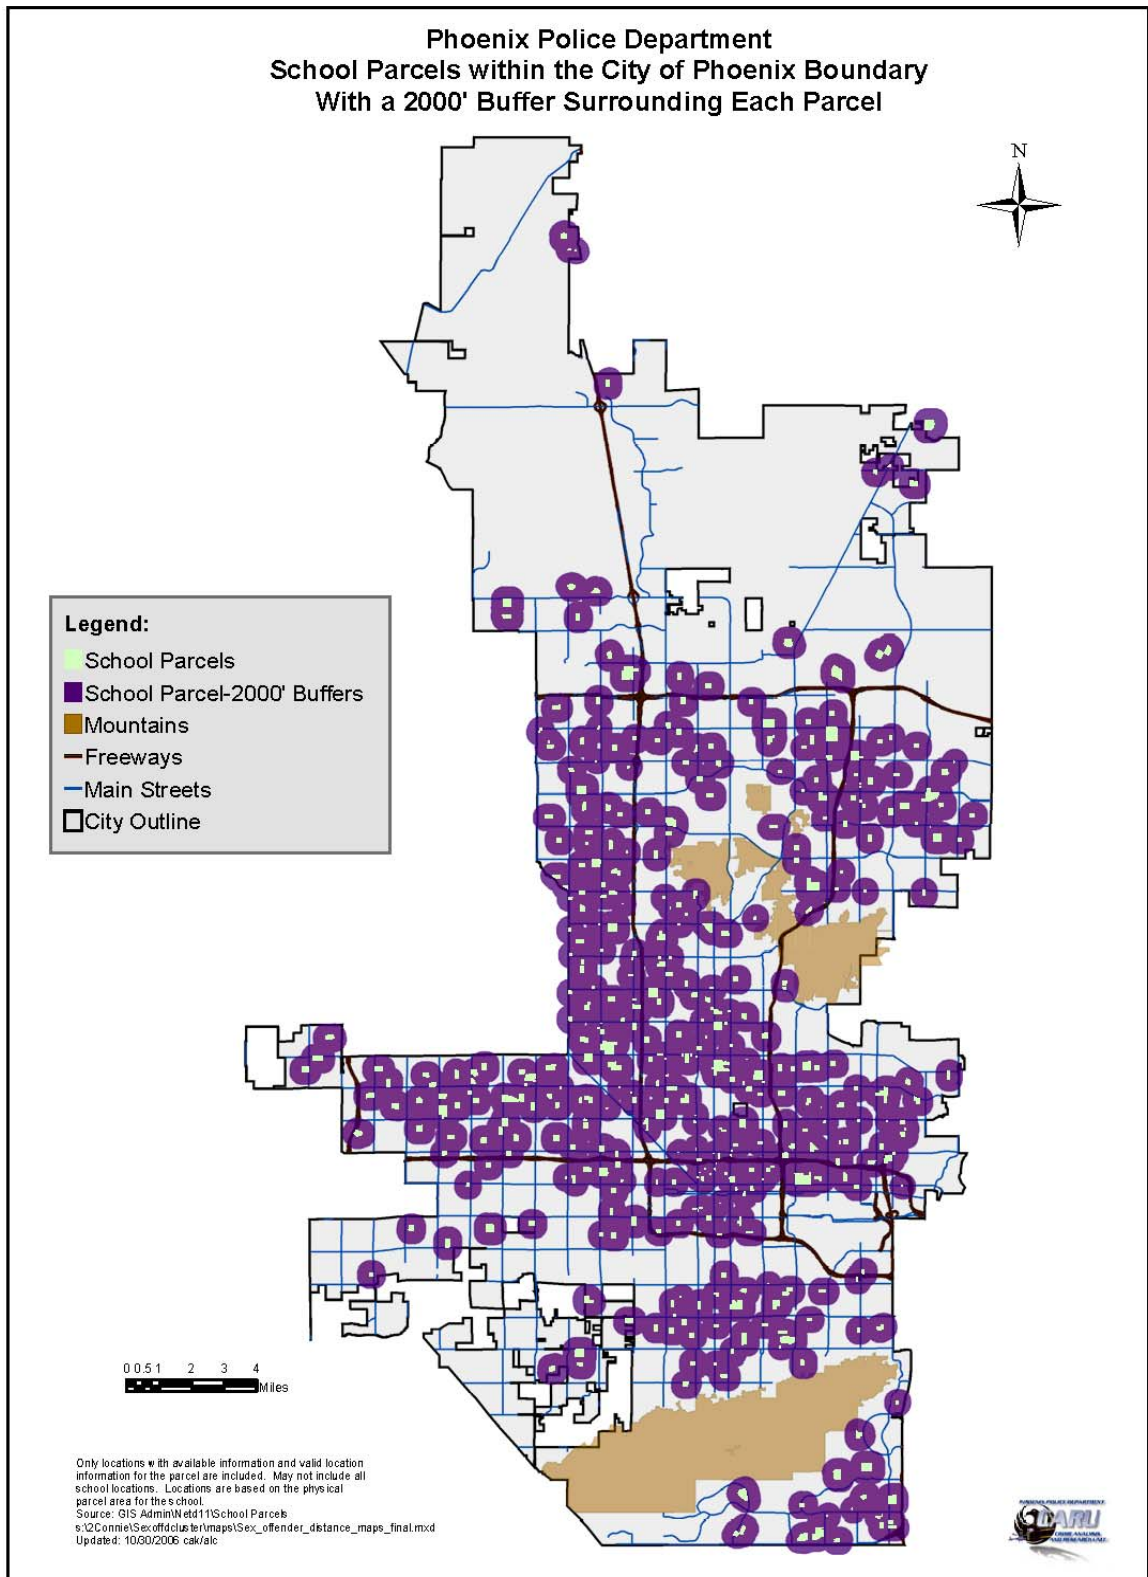 Phoenix Police Department
School Parcels within the City of Phoenix Boundary
With a 2000' Buffer Surrounding Each Parcel
N
Legend:
School Parcels
School Parcel-2000' Buffers
Mountains
Freeways
Main Streets
City Outline
0 0.5 1 2 3 4
Miles
Only locations with available information and valid location
information for the parcel are included. May not include all
school locations. Locations are based on the physical
parcel area for the school.
Source: GIS Admin\Netd11\School Parcels
s:\2Connie\Sexoffdcluster\maps\Sex_offender_distance_maps_final.mxd
Updated: 10/30/2006 cak/alc
PHOENIX POLICE DEPARTMENT
CARU